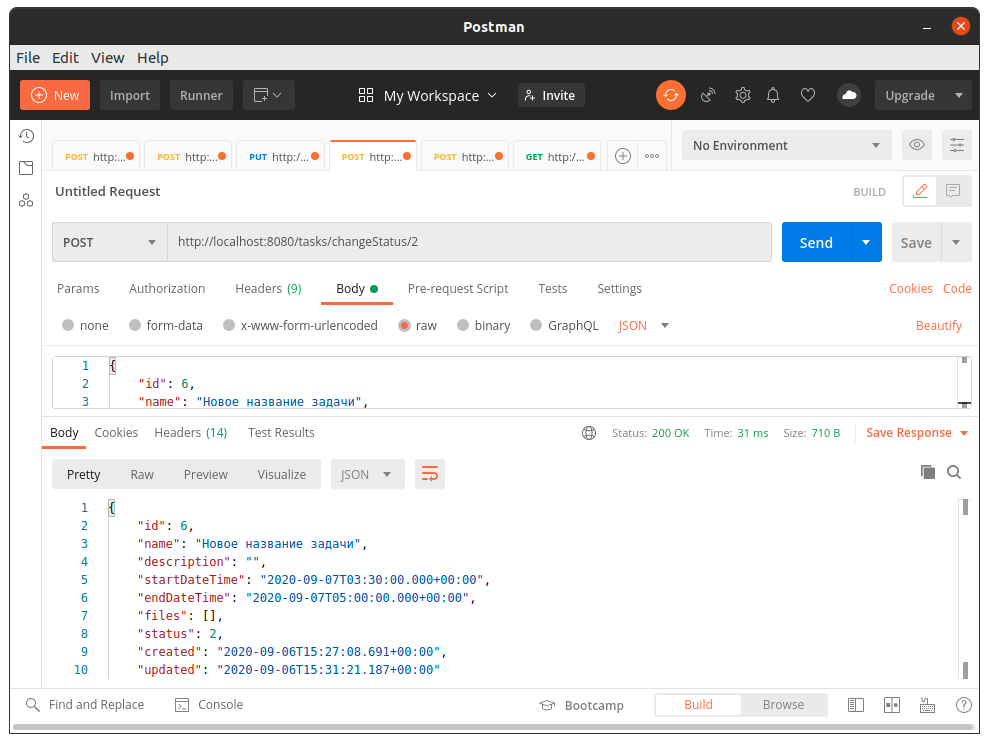 Postman
File Edit View Help
New Import Runner My Workspace Invite Upgrade
POST http:... POST http:... PUT http:/... POST http:... POST http:... GET http:/... No Environment
Untitled Request BUILD
POST http://localhost:8080/tasks/changeStatus/2 Send Save
Params Authorization Headers (9) Body Pre-request Script Tests Settings Cookies Code
none form-data x-www-form-urlencoded raw binary GraphQL JSON Beautify
1 {
2 "id": 6,
3 "name": "Новое название задачи",
Body Cookies Headers (14) Test Results Status: 200 OK Time: 31 ms Size: 710 B Save Response
Pretty Raw Preview Visualize JSON
1 {
2 "id": 6,
3 "name": "Новое название задачи",
4 "description": "",
5 "startDateTime": "2020-09-07T03:30:00.000+00:00",
6 "endDateTime": "2020-09-07T05:00:00.000+00:00",
7 "files": [],
8 "status": 2,
9 "created": "2020-09-06T15:27:08.691+00:00",
10 "updated": "2020-09-06T15:31:21.187+00:00"
Find and Replace Console Bootcamp Build Browse